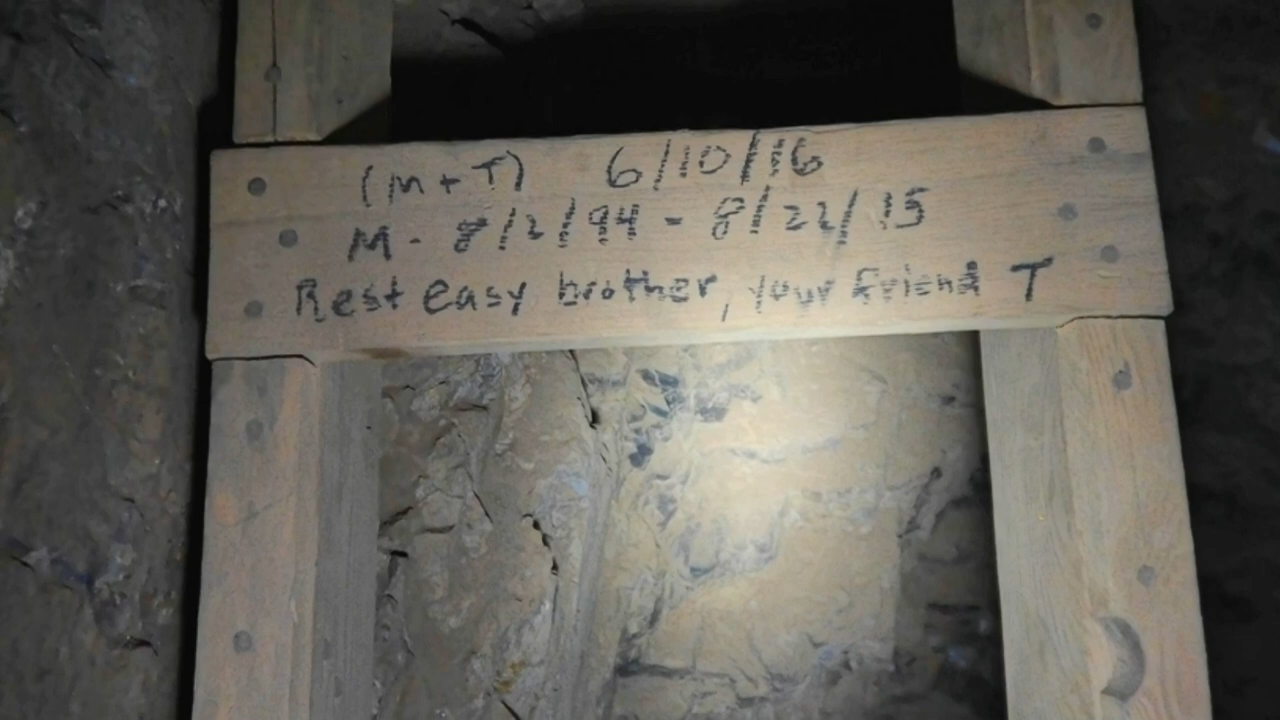 (M + T) 6/10/16
M - 8/2/94 - 8/22/15
Rest easy brother, your friend T